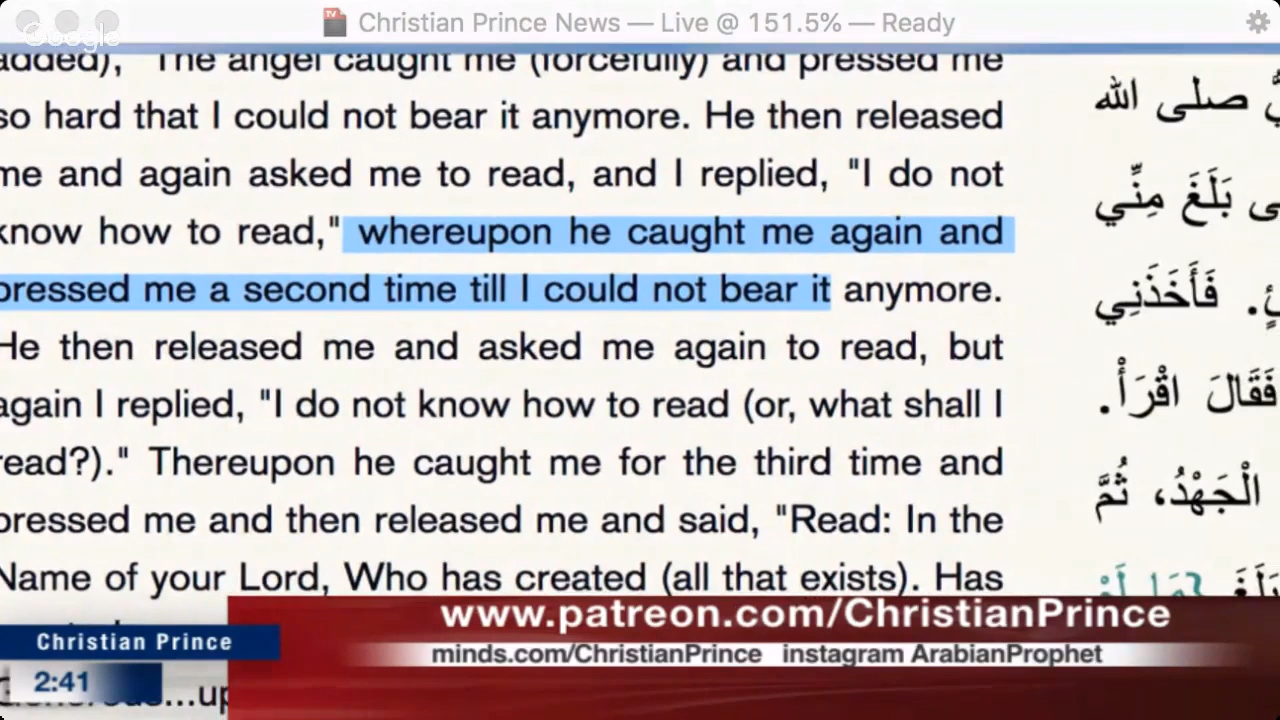 Christian Prince News — Live @ 151.5% — Ready
Google
added), "The angel caught me (forcefully) and pressed me
so hard that I could not bear it anymore. He then released
me and again asked me to read, and I replied, "I do not
know how to read," whereupon he caught me again and
pressed me a second time till I could not bear it anymore.
He then released me and asked me again to read, but
again I replied, "I do not know how to read (or, what shall I
read?)." Thereupon he caught me for the third time and
pressed me and then released me and said, "Read: In the
Name of your Lord, Who has created (all that exists). Has
...up
صلى الله
بَلَغَ مِنِّي
فَأَخَذَنِي
فَقَالَ اقْرَأْ.
الْجَهْدُ، ثُمَّ
www.patreon.com/ChristianPrince
Christian Prince
minds.com/ChristianPrince instagram ArabianProphet
2:41